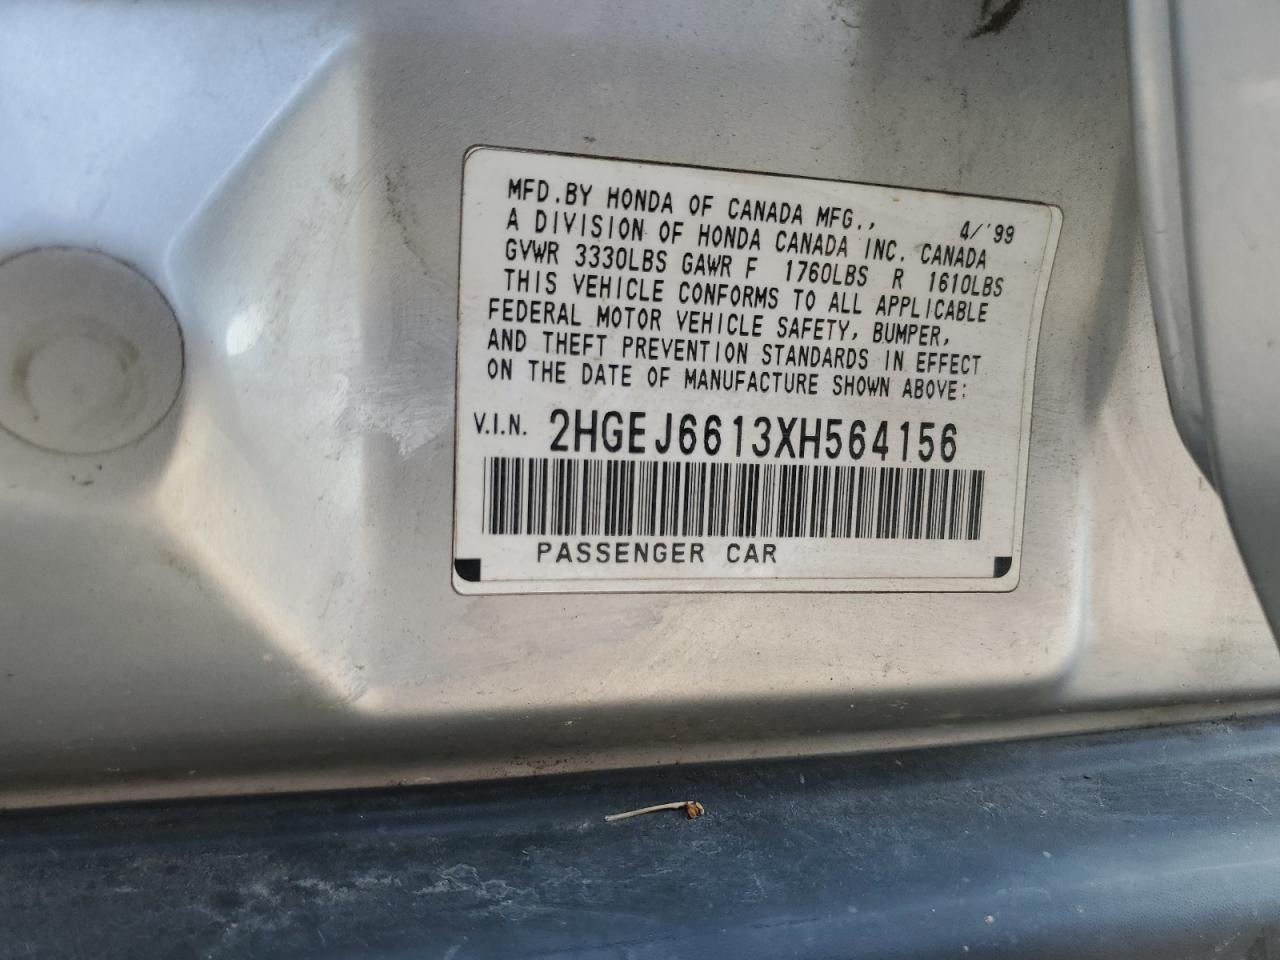 MFD.BY HONDA OF CANADA MFG., 4/'99
A DIVISION OF HONDA CANADA INC. CANADA
GVWR 3330LBS GAWR F 1760LBS R 1610LBS
THIS VEHICLE CONFORMS TO ALL APPLICABLE
FEDERAL MOTOR VEHICLE SAFETY, BUMPER,
AND THEFT PREVENTION STANDARDS IN EFFECT
ON THE DATE OF MANUFACTURE SHOWN ABOVE:
V.I.N. 2HGEJ6613XH564156
PASSENGER CAR